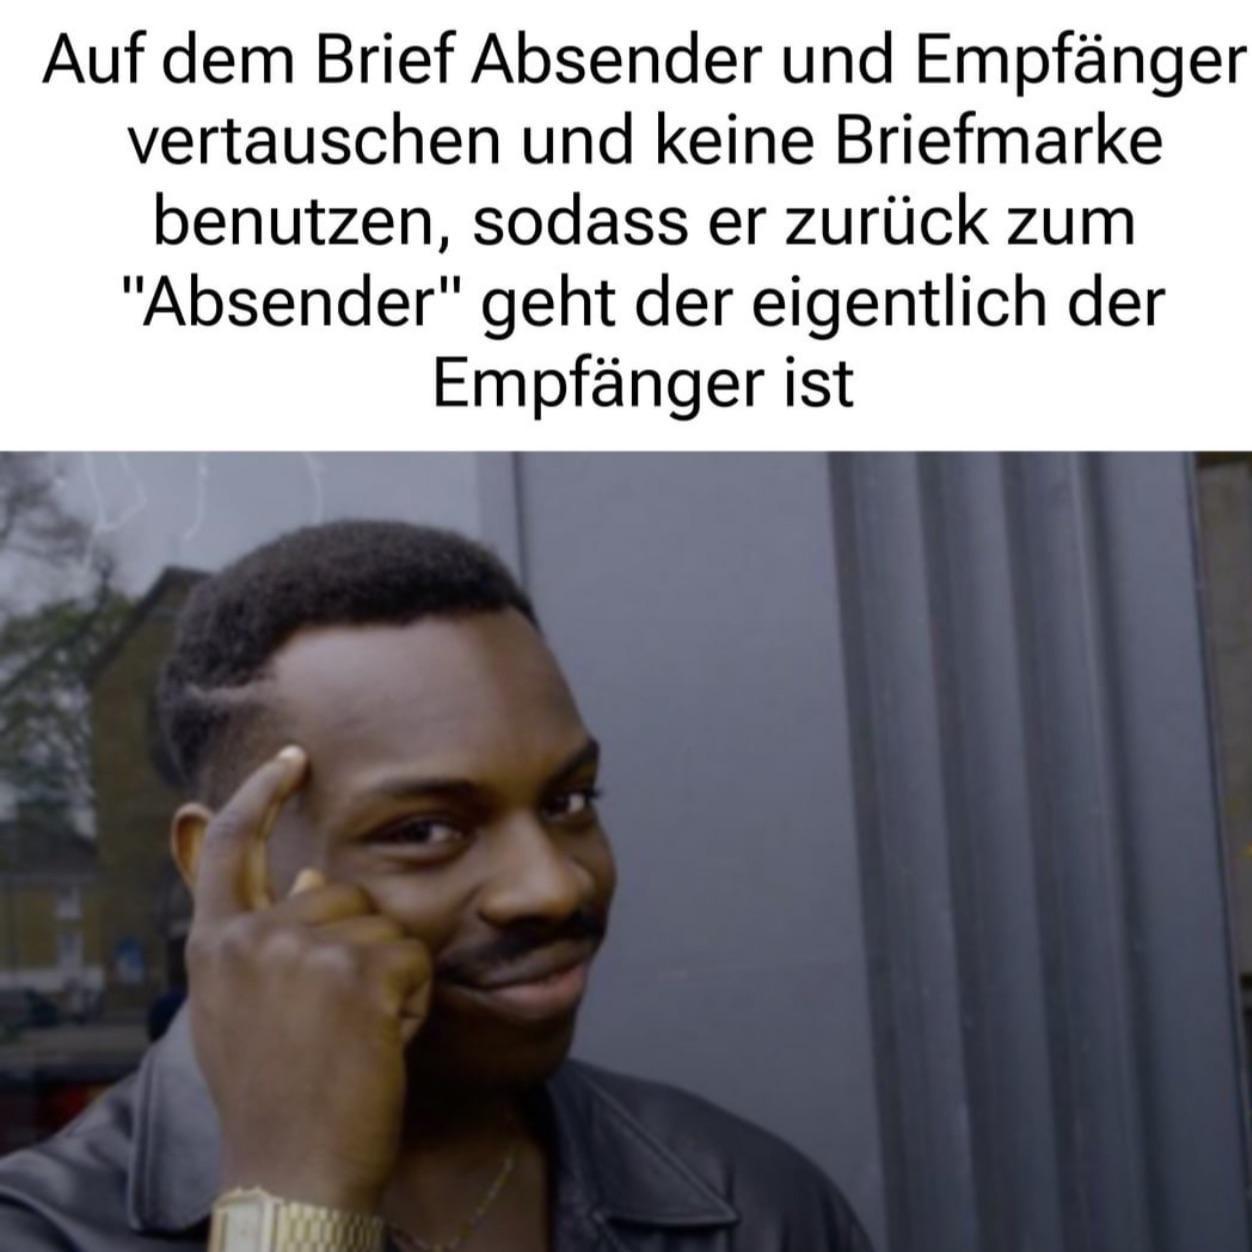 Auf dem Brief Absender und Empfänger
vertauschen und keine Briefmarke
benutzen, sodass er zurück zum
"Absender" geht der eigentlich der
Empfänger ist